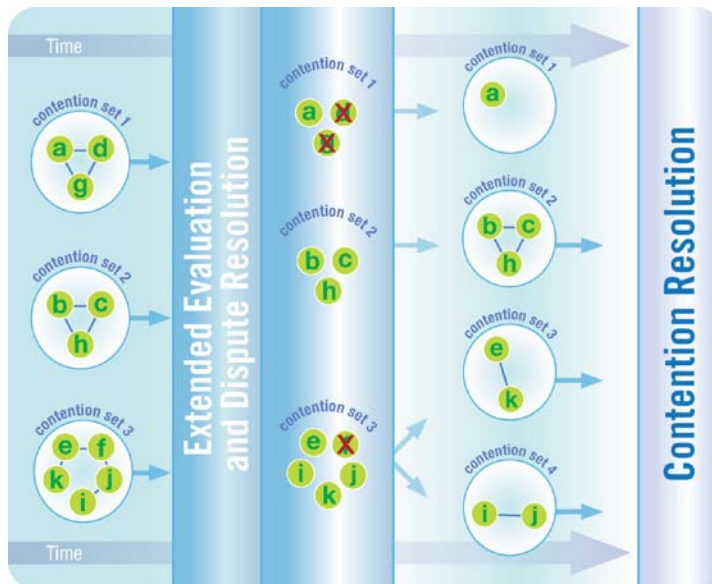 Time
contention set 1
a d
g
contention set 2
b c
h
contention set 3
e f
k j
i
Time
Extended Evaluation
and Dispute Resolution
contention set 1
a
contention set 2
b c
h
contention set 3
e
i j
k
contention set 1
a
contention set 2
b c
h
contention set 3
e
k
contention set 4
i j
Contention Resolution